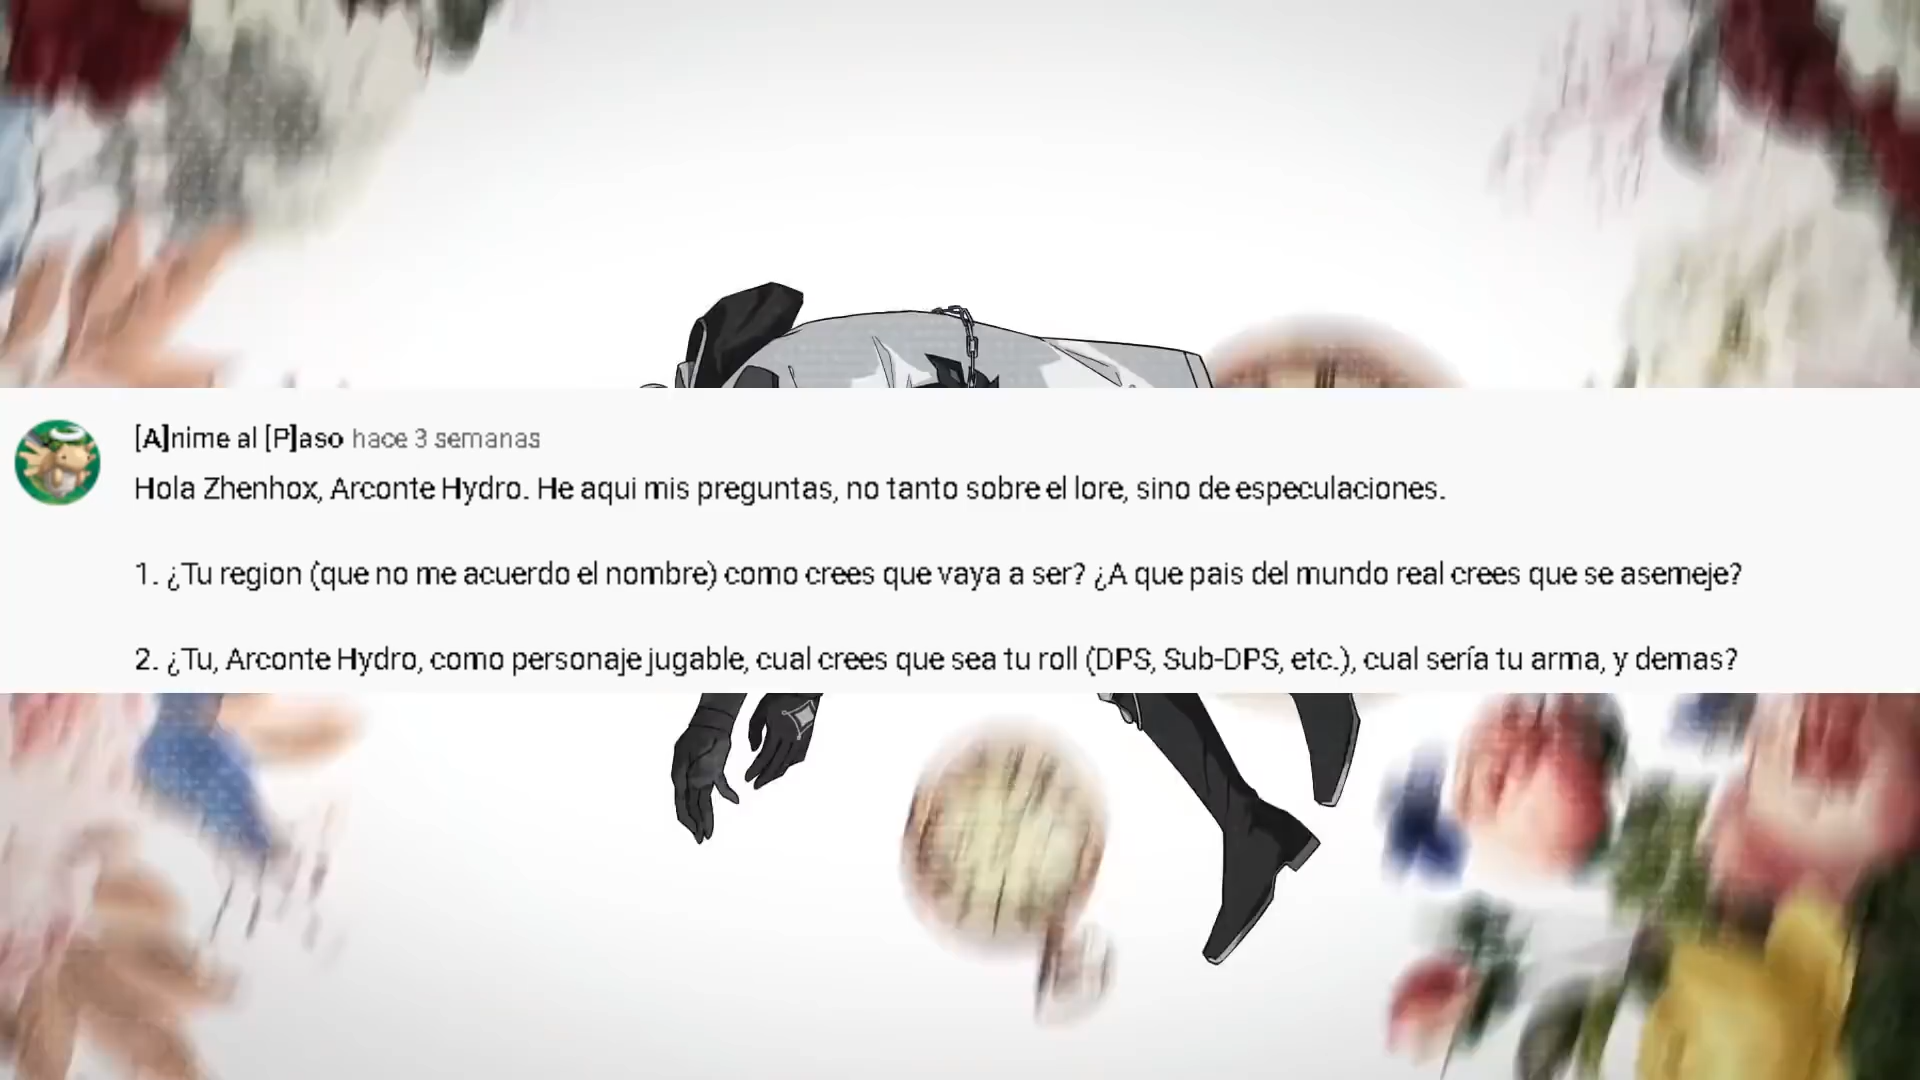 [A]nime al [P]aso hace 3 semanas
Hola Zhenhox, Arconte Hydro. He aqui mis preguntas, no tanto sobre el lore, sino de especulaciones.
1. ¿Tu region (que no me acuerdo el nombre) como crees que vaya a ser? ¿A que pais del mundo real crees que se asemeje?
2. ¿Tu, Arconte Hydro, como personaje jugable, cual crees que sea tu roll (DPS, Sub-DPS, etc.), cual sería tu arma, y demas?